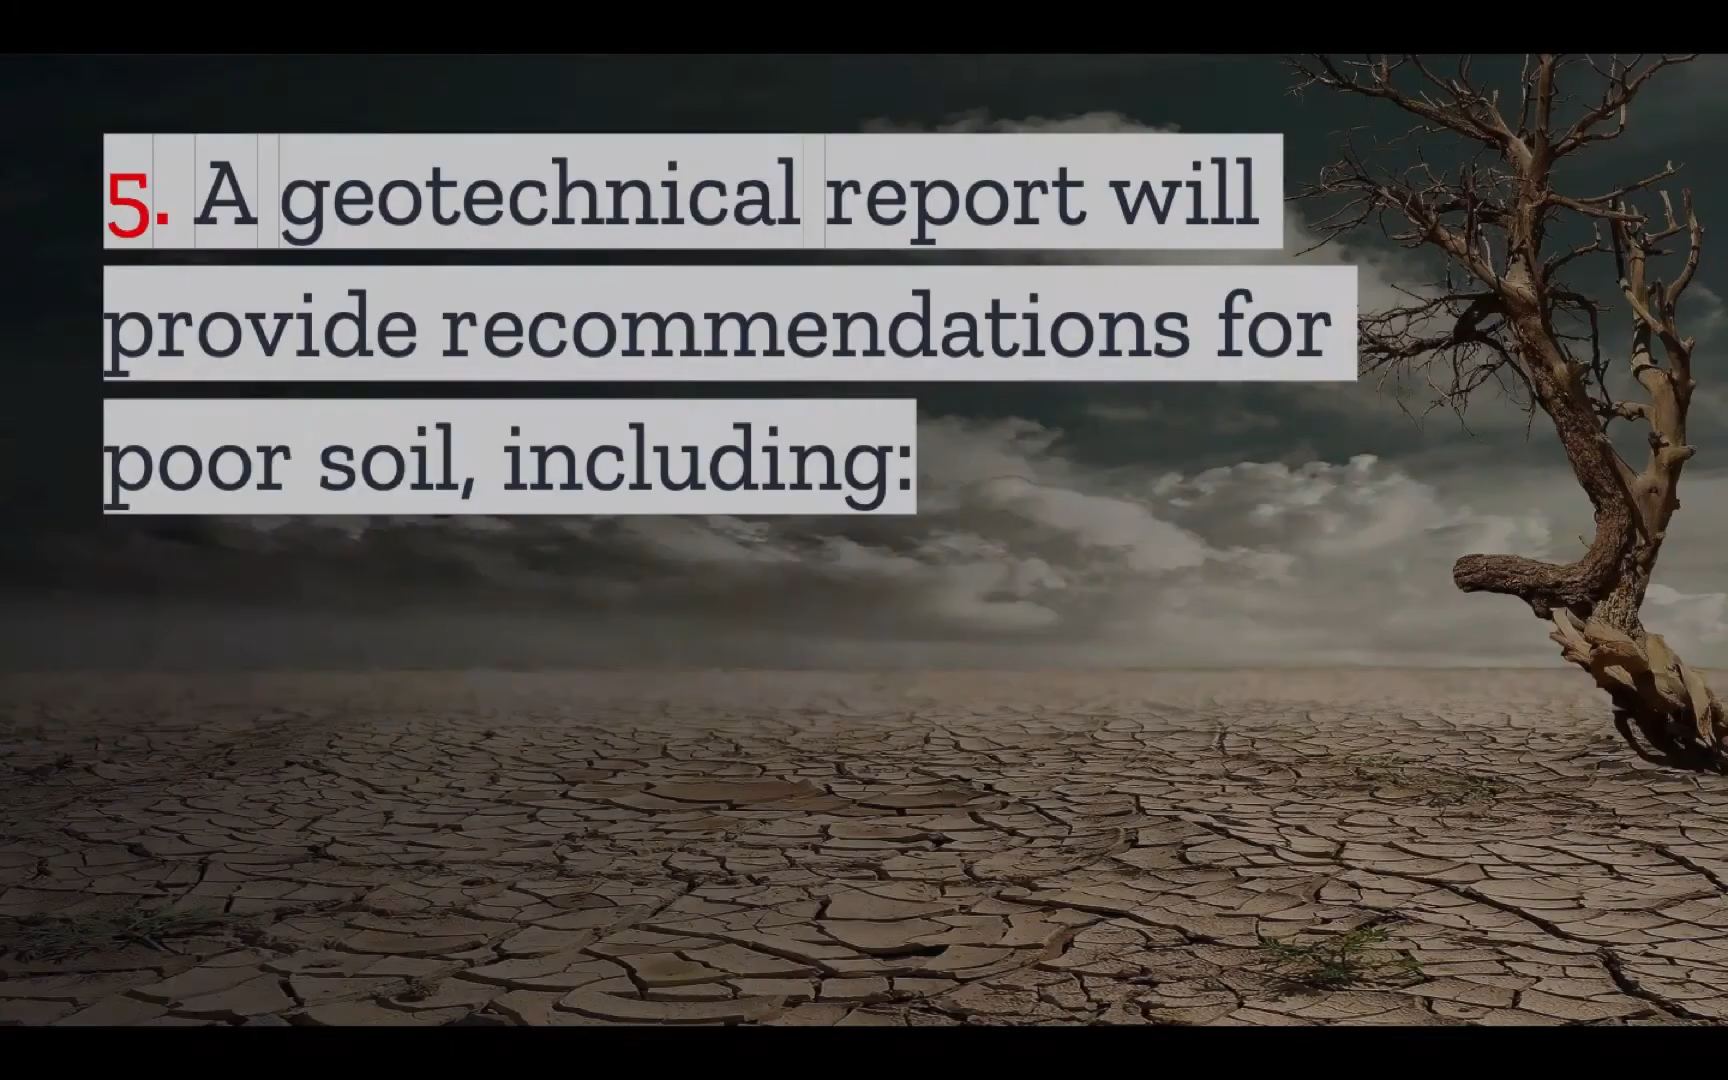 5. A geotechnical report will
provide recommendations for
poor soil, including: